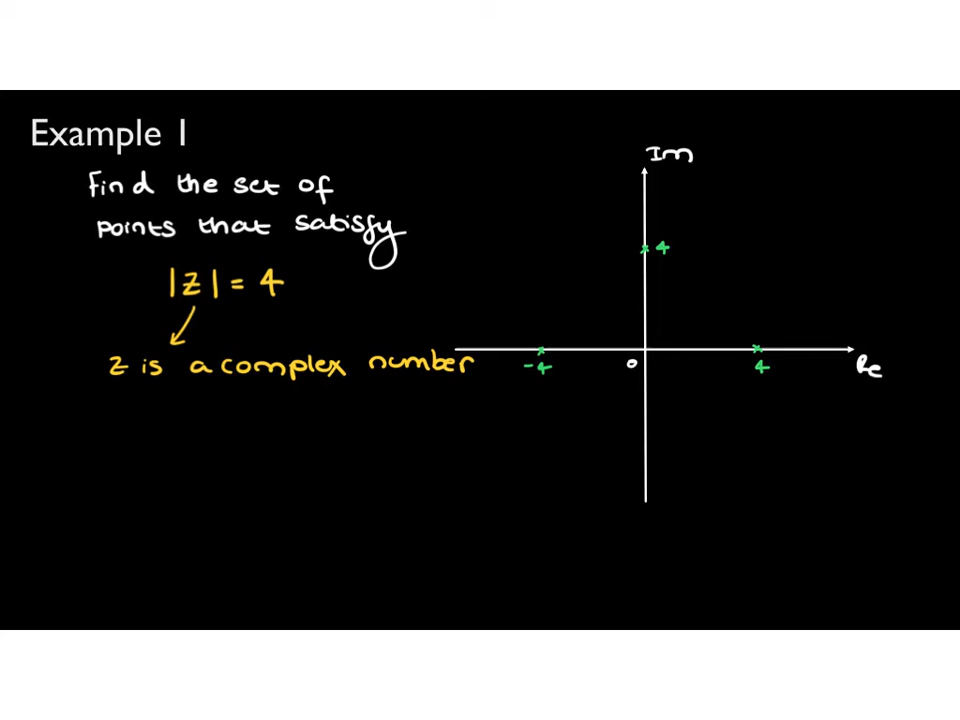 Example 1
Find the set of
points that satisfy
|z| = 4
z is a complex number
Im
4
-4
0
4
Re